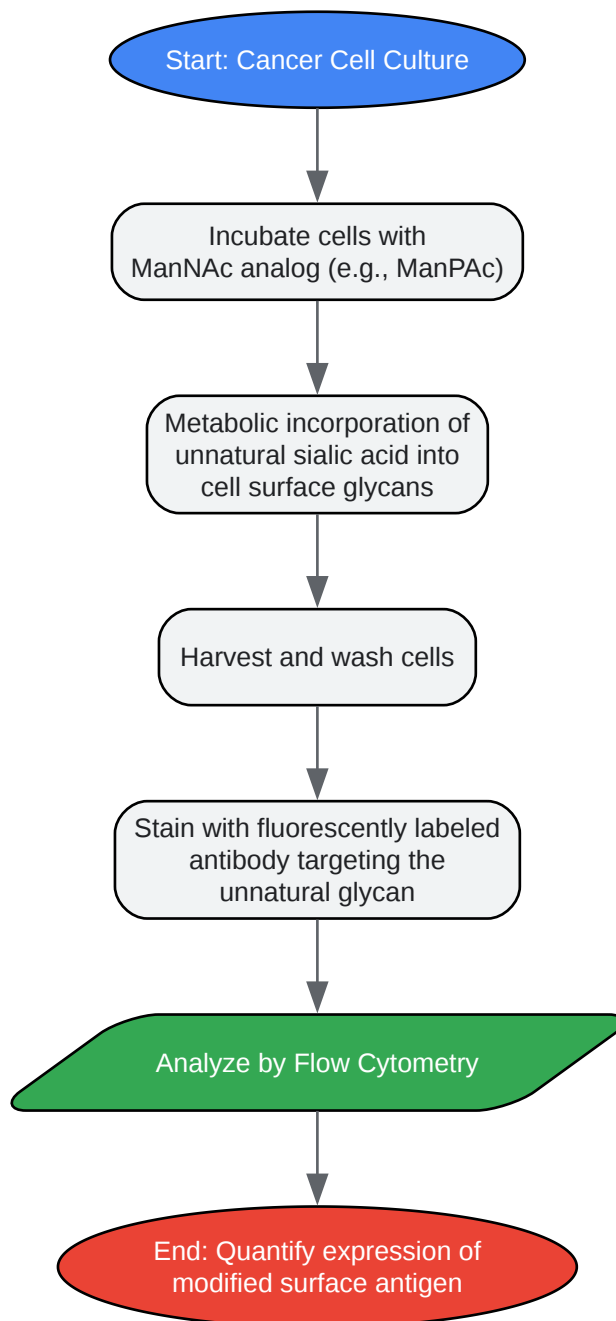 Start: Cancer Cell Culture
Incubate cells with
ManNAc analog (e.g., ManPAc)
Metabolic incorporation of
unnatural sialic acid into
cell surface glycans
Harvest and wash cells
Stain with fluorescently labeled
antibody targeting the
unnatural glycan
Analyze by Flow Cytometry
End: Quantify expression of
modified surface antigen